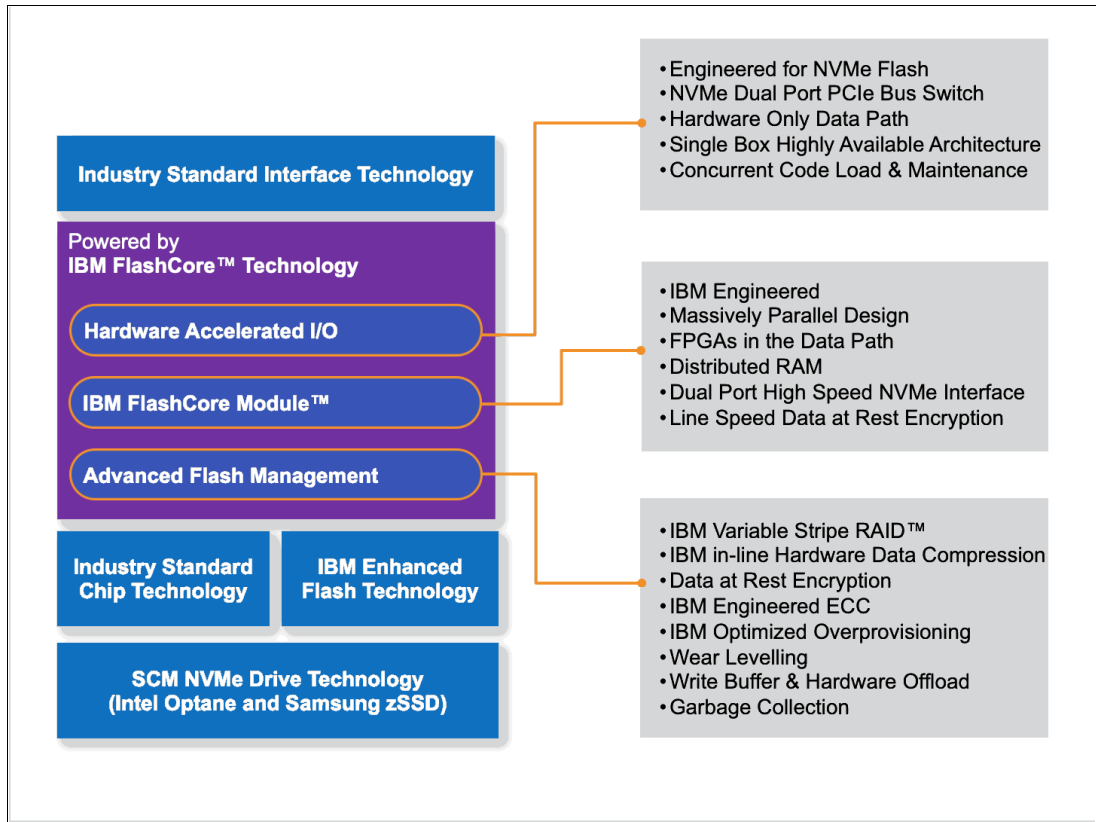 Industry Standard Interface Technology
Powered by
IBM FlashCore™ Technology
Hardware Accelerated I/O
IBM FlashCore Module™
Advanced Flash Management
Industry Standard
Chip Technology
IBM Enhanced
Flash Technology
SCM NVMe Drive Technology
(Intel Optane and Samsung zSSD)
•Engineered for NVMe Flash
•NVMe Dual Port PCIe Bus Switch
•Hardware Only Data Path
•Single Box Highly Available Architecture
•Concurrent Code Load & Maintenance
•IBM Engineered
•Massively Parallel Design
•FPGAs in the Data Path
•Distributed RAM
•Dual Port High Speed NVMe Interface
•Line Speed Data at Rest Encryption
•IBM Variable Stripe RAID™
•IBM in-line Hardware Data Compression
•Data at Rest Encryption
•IBM Engineered ECC
•IBM Optimized Overprovisioning
•Wear Levelling
•Write Buffer & Hardware Offload
•Garbage Collection